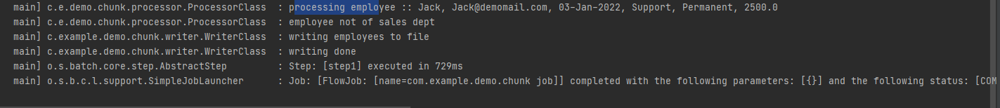 main] c.e.demo.chunk.processor.ProcessorClass : processing employee :: Jack, Jack@demomail.com, 03-Jan-2022, Support, Permanent, 2500.0
main] c.e.demo.chunk.processor.ProcessorClass : employee not of sales dept
main] c.example.demo.chunk.writer.WriterClass : writing employees to file
main] c.example.demo.chunk.writer.WriterClass : writing done
main] o.s.batch.core.step.AbstractStep : Step: [step1] executed in 729ms
main] o.s.b.c.l.support.SimpleJobLauncher : Job: [FlowJob: [name=com.example.demo.chunk job]] completed with the following parameters: [{}] and the following status: [COM